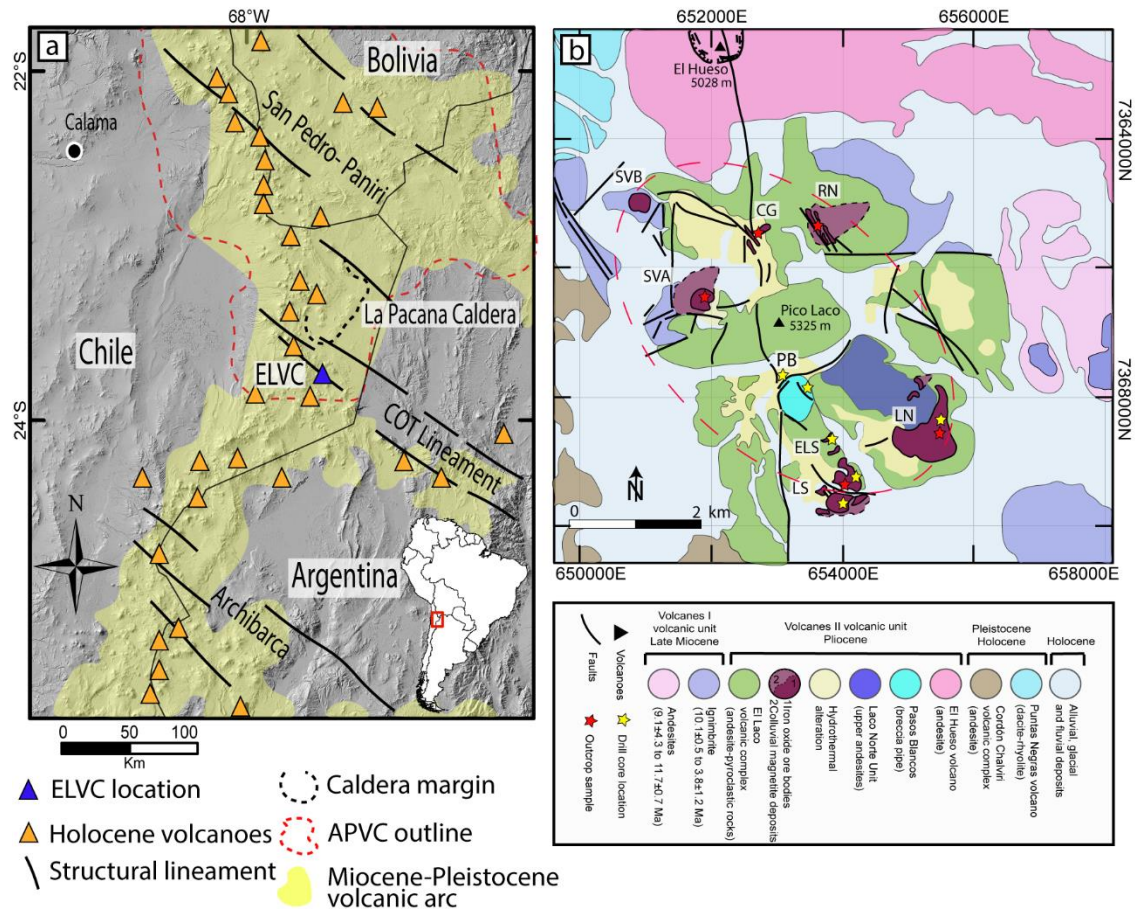 68°W
a
22°S
Bolivia
Calama
San Pedro- Paniri
La Pacana Caldera
Chile
ELVC
24°S
COT Lineament
N
Argentina
Archibarca
0 50 100
Km
ELVC location
Holocene volcanoes
Structural lineament
Caldera margin
APVC outline
Miocene-Pleistocene
volcanic arc
652000E 656000E
b
El Hueso
5028 m
7364000N
SVB
RN
CG
SVA
Pico Laco
5325 m
PB
7368000N
LN
ELS
LS
N
0 2 km
650000E 654000E 658000E
Volcanes I
volcanic unit
Late Miocene
Volcanes II volcanic unit
Pliocene
Pleistocene
Holocene
Holocene
Faults
Volcanoes
Outcrop sample
Drill core location
Andesites
(9.1±4.3 to 11.7±0.7 Ma)
Ignimbrite
(10.1±0.5 to 3.8±1.2 Ma)
El Laco
volcanic complex
(andesite-pyroclastic rocks)
2 1
1Iron oxide ore bodies
2Colluvial magnetite deposits
Hydrothermal
alteration
Laco Norte Unit
(upper andesites)
Pasos Blancos
(breccia pipe)
El Hueso volcano
(andesite)
Cordón Chalviri
volcanic complex
(andesite)
Puntas Negras volcano
(dacite-rhyolite)
Alluvial, glacial
and fluvial deposits